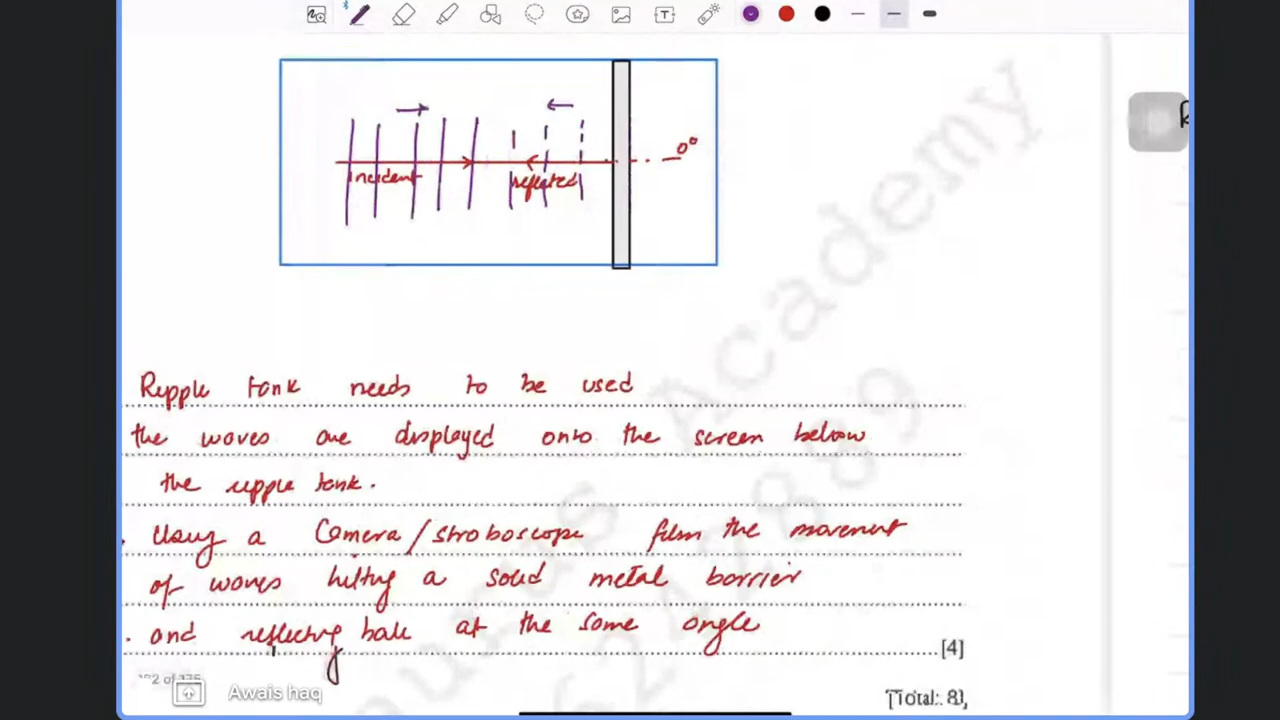 0°
incident
reflected
Ripple tank needs to be used
the waves are displayed onto the screen below
the ripple tank.
. Using a Camera/stroboscope film the movement
of waves hitting a solid metal barrier
. and reflecting back at the same angle
[4]
Awais haq
[Total: 8]
Academy
62424889